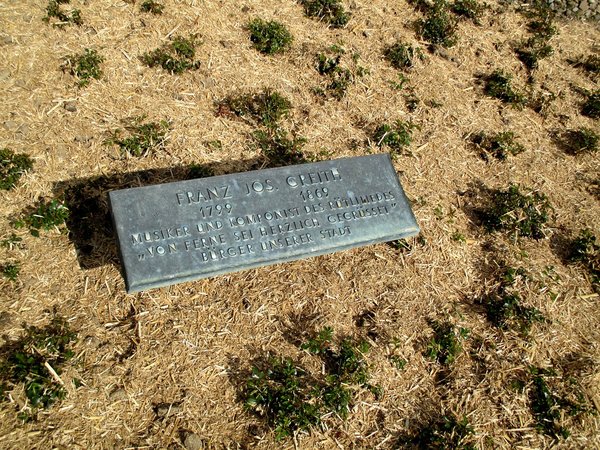 FRANZ JOS. GREITH
1799 1869
MUSIKER UND KOMPONIST DES RÜTLILIEDES
„VON FERNE SEI HERZLICH GEGRÜSSET"
BÜRGER UNSERER STADT